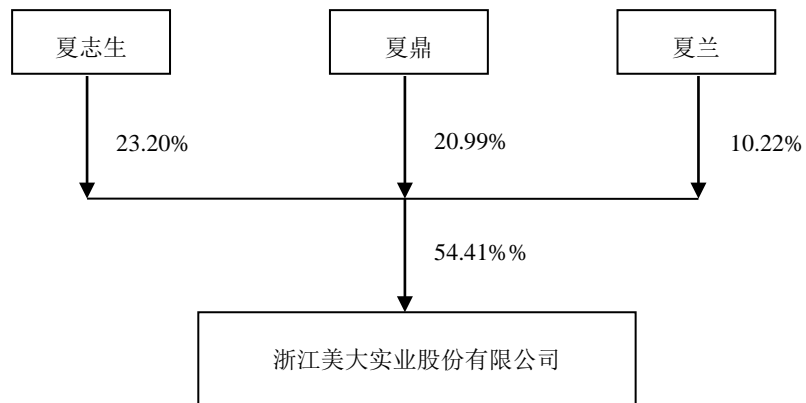 夏志生
夏鼎
夏兰
23.20%
20.99%
10.22%
54.41%%
浙江美大实业股份有限公司